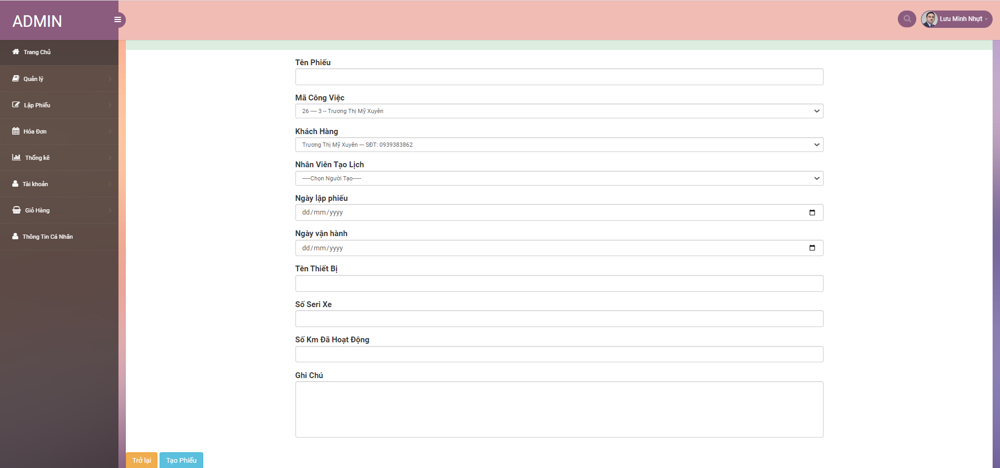 ADMIN
Lưu Minh Nhựt
Trang Chủ
Quản lý
Lập Phiếu
Hóa Đơn
Thống kê
Tài khoản
Giỏ Hàng
Thông Tin Cá Nhân
Tên Phiếu
Mã Công Việc
26 ---- 3 -- Trương Thị Mỹ Xuyên
Khách Hàng
Trương Thị Mỹ Xuyên --- SĐT: 0939383862
Nhân Viên Tạo Lịch
-----Chọn Người Tạo-----
Ngày lập phiếu
dd/mm/yyyy
Ngày vận hành
dd/mm/yyyy
Tên Thiết Bị
Số Seri Xe
Số Km Đã Hoạt Động
Ghi Chú
Trở lại
Tạo Phiếu